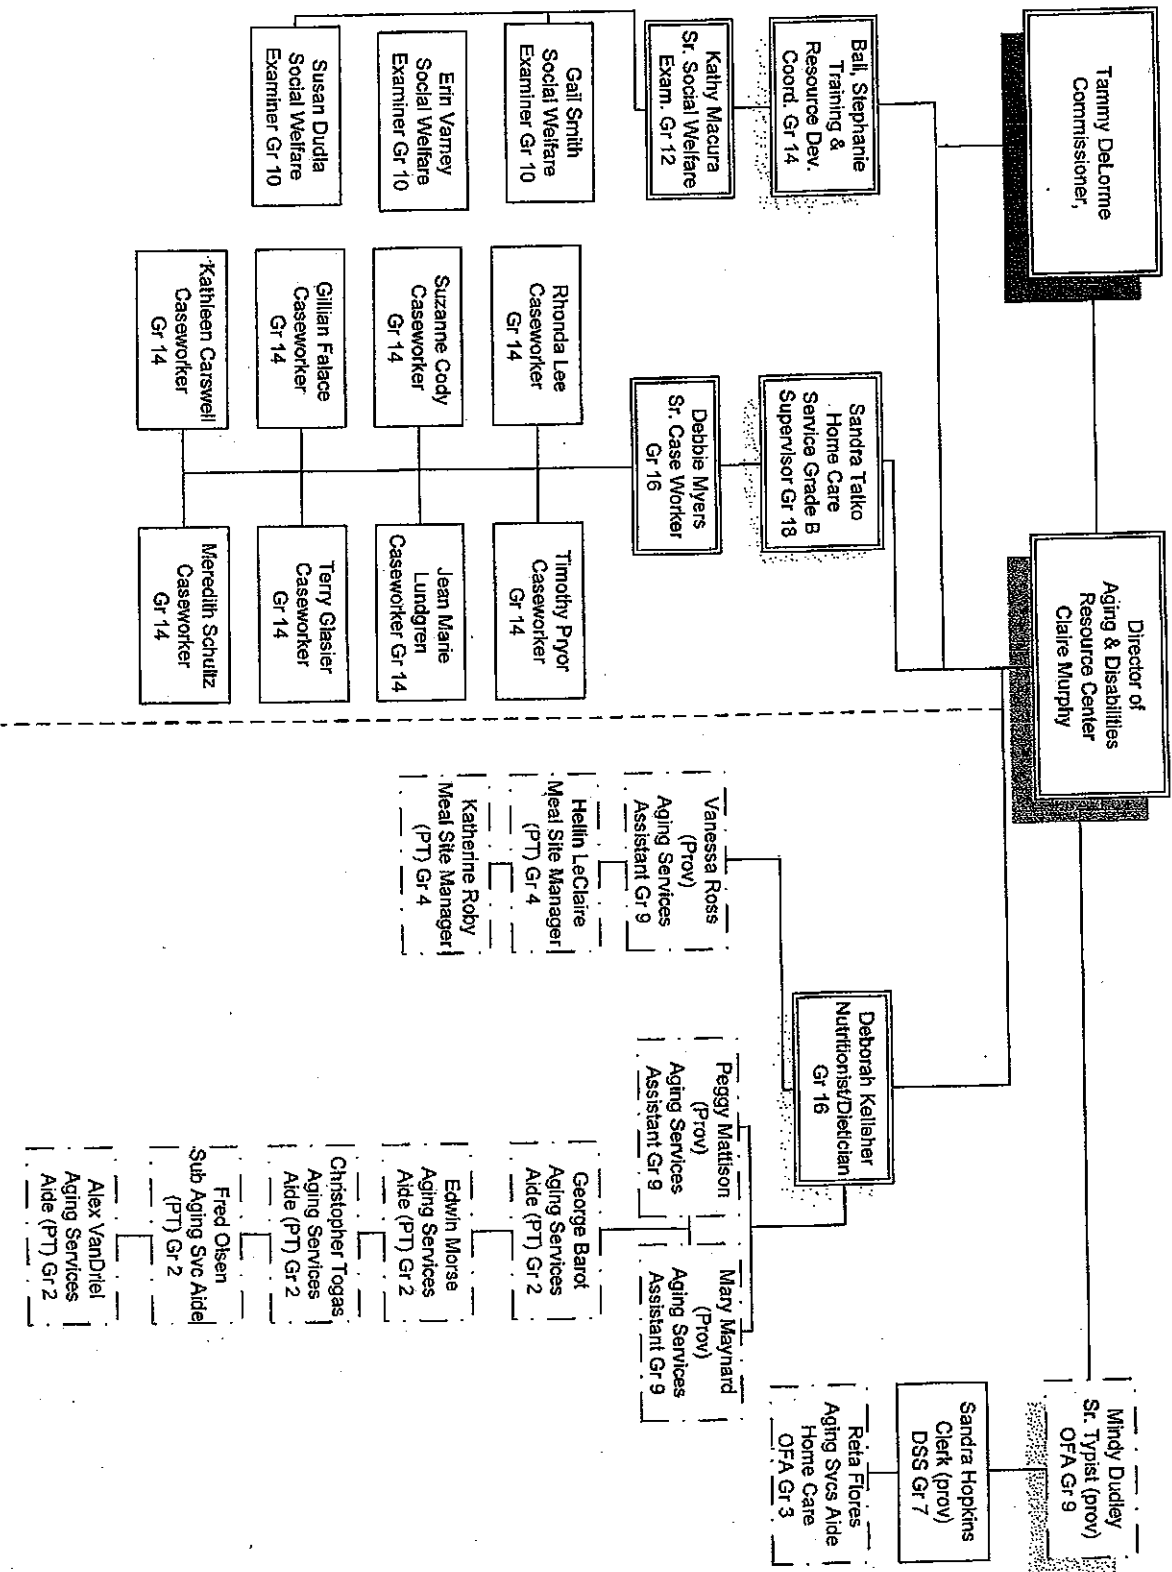 Tammy DeLorme
Commissioner,
Director of
Aging & Disabilities
Resource Center
Claire Murphy
Mindy Dudley
Sr. Typist (prov)
OFA Gr 9
Sandra Hopkins
Clerk (prov)
DSS Gr 7
Reta Flores
Aging Svcs Aide
Home Care
OFA Gr 3
Ball, Stephanie
Training &
Resource Dev.
Coord. Gr 14
Kathy Macura
Sr. Social Welfare
Exam. Gr 12
Gail Smith
Social Welfare
Examiner Gr 10
Erin Varney
Social Welfare
Examiner Gr 10
Susan Dudla
Social Welfare
Examiner Gr 10
Sandra Tatko
Home Care
Service Grade B
Supervisor Gr 18
Debbie Myers
Sr. Case Worker
Gr 16
Rhonda Lee
Caseworker
Gr 14
Timothy Pryor
Caseworker
Gr 14
Suzanne Cody
Caseworker
Gr 14
Jean Marie
Lundgren
Caseworker Gr 14
Gillian Falace
Caseworker
Gr 14
Terry Glasier
Caseworker
Gr 14
Kathleen Carswell
Caseworker
Gr 14
Meredith Schultz
Caseworker
Gr 14
Deborah Kelleher
Nutritionist/Dietician
Gr 16
Vanessa Ross
(Prov)
Aging Services
Assistant Gr 9
Hellin LeClaire
Meal Site Manager
(PT) Gr 4
Katherine Roby
Meal Site Manager
(PT) Gr 4
Peggy Mattison
(Prov)
Aging Services
Assistant Gr 9
Mary Maynard
(Prov)
Aging Services
Assistant Gr 9
George Barot
Aging Services
Aide (PT) Gr 2
Edwin Morse
Aging Services
Aide (PT) Gr 2
Christopher Togas
Aging Services
Aide (PT) Gr 2
Fred Olsen
Sub Aging Svc Aide
(PT) Gr 2
Alex VanDriel
Aging Services
Aide (PT) Gr 2